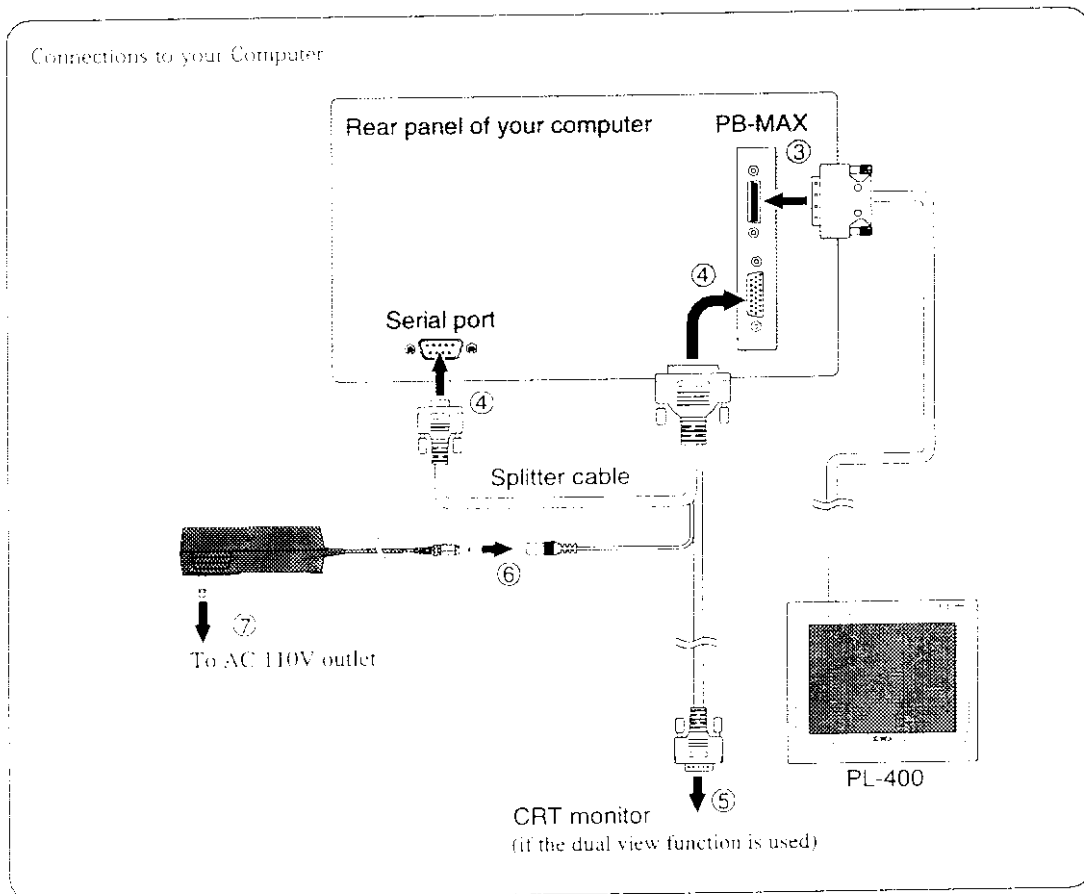 Connections to your Computer
Rear panel of your computer
PB-MAX
③
④
Serial port
④
Splitter cable
⑥
⑦
To AC 110V outlet
PL-400
⑤
CRT monitor
(if the dual view function is used)